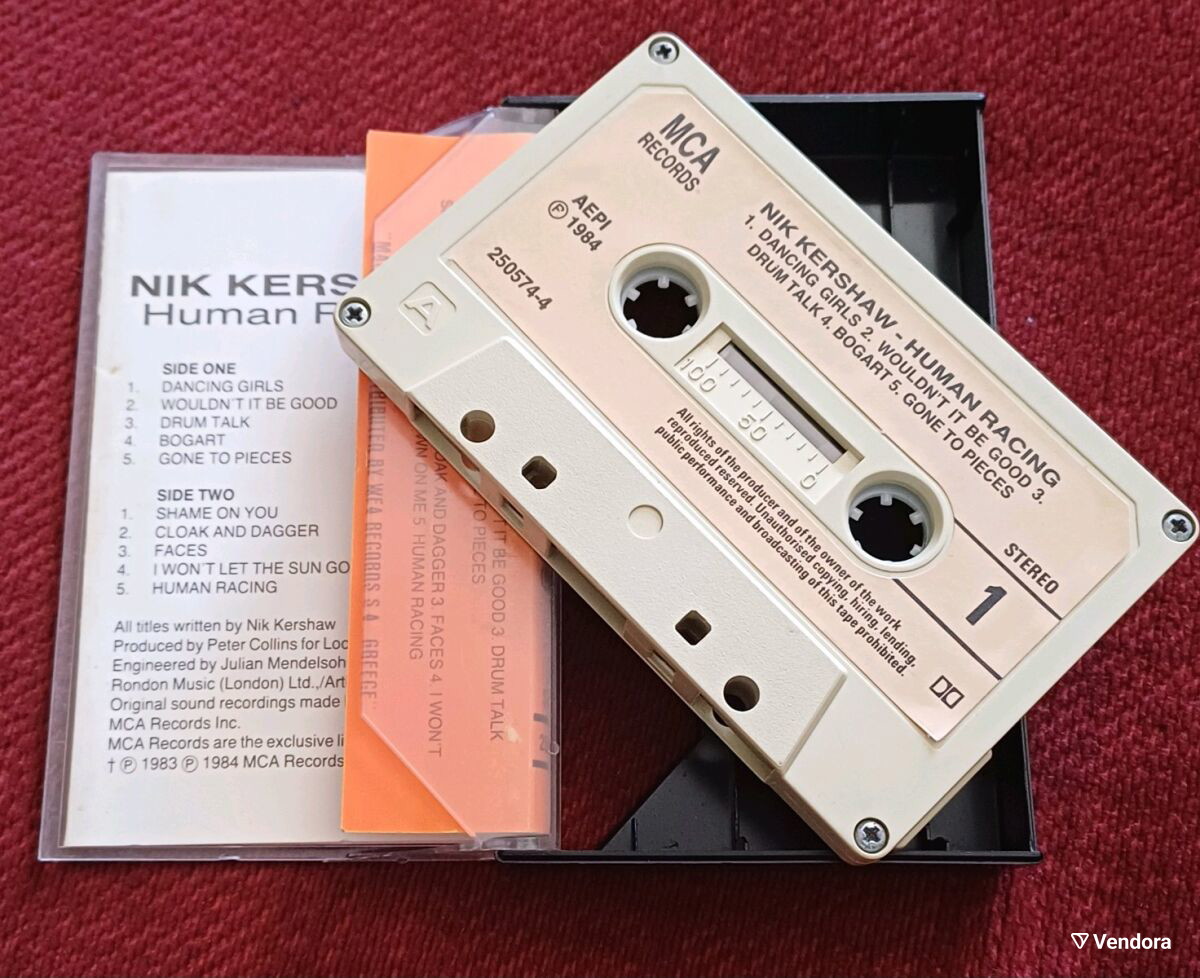 NIK KERS
Human R
SIDE ONE
1. DANCING GIRLS
2. WOULDN'T IT BE GOOD
3. DRUM TALK
4. BOGART
5. GONE TO PIECES
SIDE TWO
1. SHAME ON YOU
2. CLOAK AND DAGGER
3. FACES
4. I WON'T LET THE SUN GO
5. HUMAN RACING
All titles written by Nik Kershaw
Produced by Peter Collins for Loc
Engineered by Julian Mendelsoh
Rondon Music (London) Ltd.,/Art
Original sound recordings made
MCA Records Inc.
MCA Records are the exclusive li
† Ⓟ 1983 Ⓟ 1984 MCA Records
RIBUTED BY WEA RECORDS S.A. GREECE"
OAK AND DAGGER 3. FACES 4. I WON'T
WN ON ME 5. HUMAN RACING
T IT BE GOOD 3. DRUM TALK
TO PIECES
MCA
RECORDS
AEPI
Ⓟ 1984
250574-4
A
NIK KERSHAW - HUMAN RACING
1. DANCING GIRLS 2. WOULDN'T IT BE GOOD 3.
DRUM TALK 4. BOGART 5. GONE TO PIECES
100 50 0
All rights of the producer and of the owner of the work
reproduced reserved. Unauthorised copying, hiring, lending,
public performance and broadcasting of this tape prohibited.
STEREO
1
Vendora